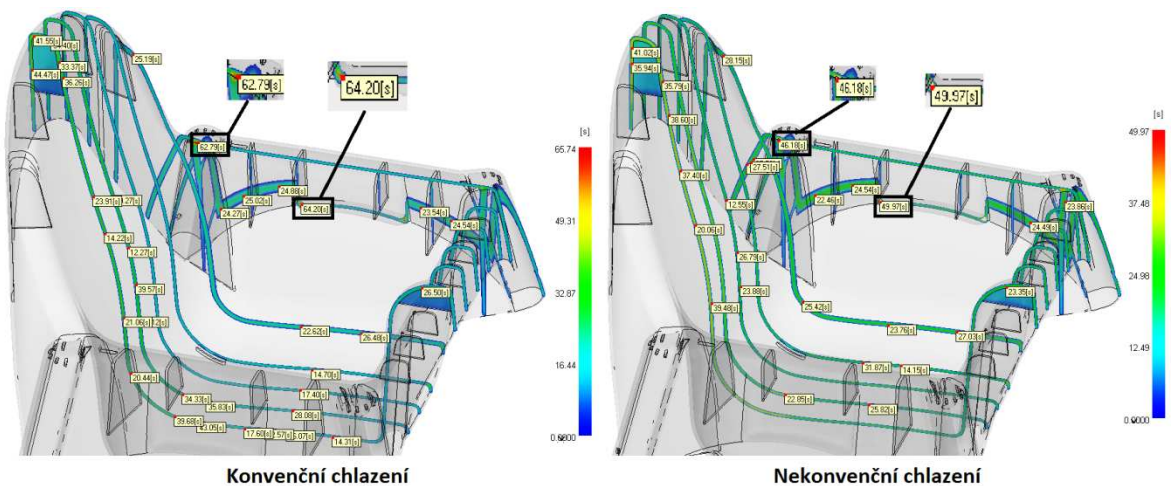 41.55[s]
33.37[s]
44.47[s]
36.26[s]
25.19[s]
62.79[s]
64.20[s]
62.79[s]
24.88[s]
25.02[s]
24.27[s]
64.20[s]
23.91[s]
14.22[s]
12.27[s]
39.57[s]
21.06[s]
20.44[s]
34.33[s]
35.83[s]
39.68[s]
43.05[s]
17.60[s]
14.31[s]
28.08[s]
17.40[s]
14.70[s]
22.62[s]
26.48[s]
26.50[s]
23.54[s]
24.54[s]
[s]
65.74
49.31
32.87
16.44
Konvenční chlazení
41.02[s]
35.94[s]
35.79[s]
38.60[s]
28.15[s]
46.18[s]
49.97[s]
46.18[s]
27.51[s]
37.40[s]
12.55[s]
22.46[s]
24.54[s]
49.97[s]
20.06[s]
26.79[s]
23.88[s]
39.48[s]
25.42[s]
23.76[s]
27.03[s]
31.87[s]
14.15[s]
22.85[s]
25.82[s]
23.35[s]
24.49[s]
23.86[s]
[s]
49.97
37.48
24.98
12.49
Nekonvenční chlazení